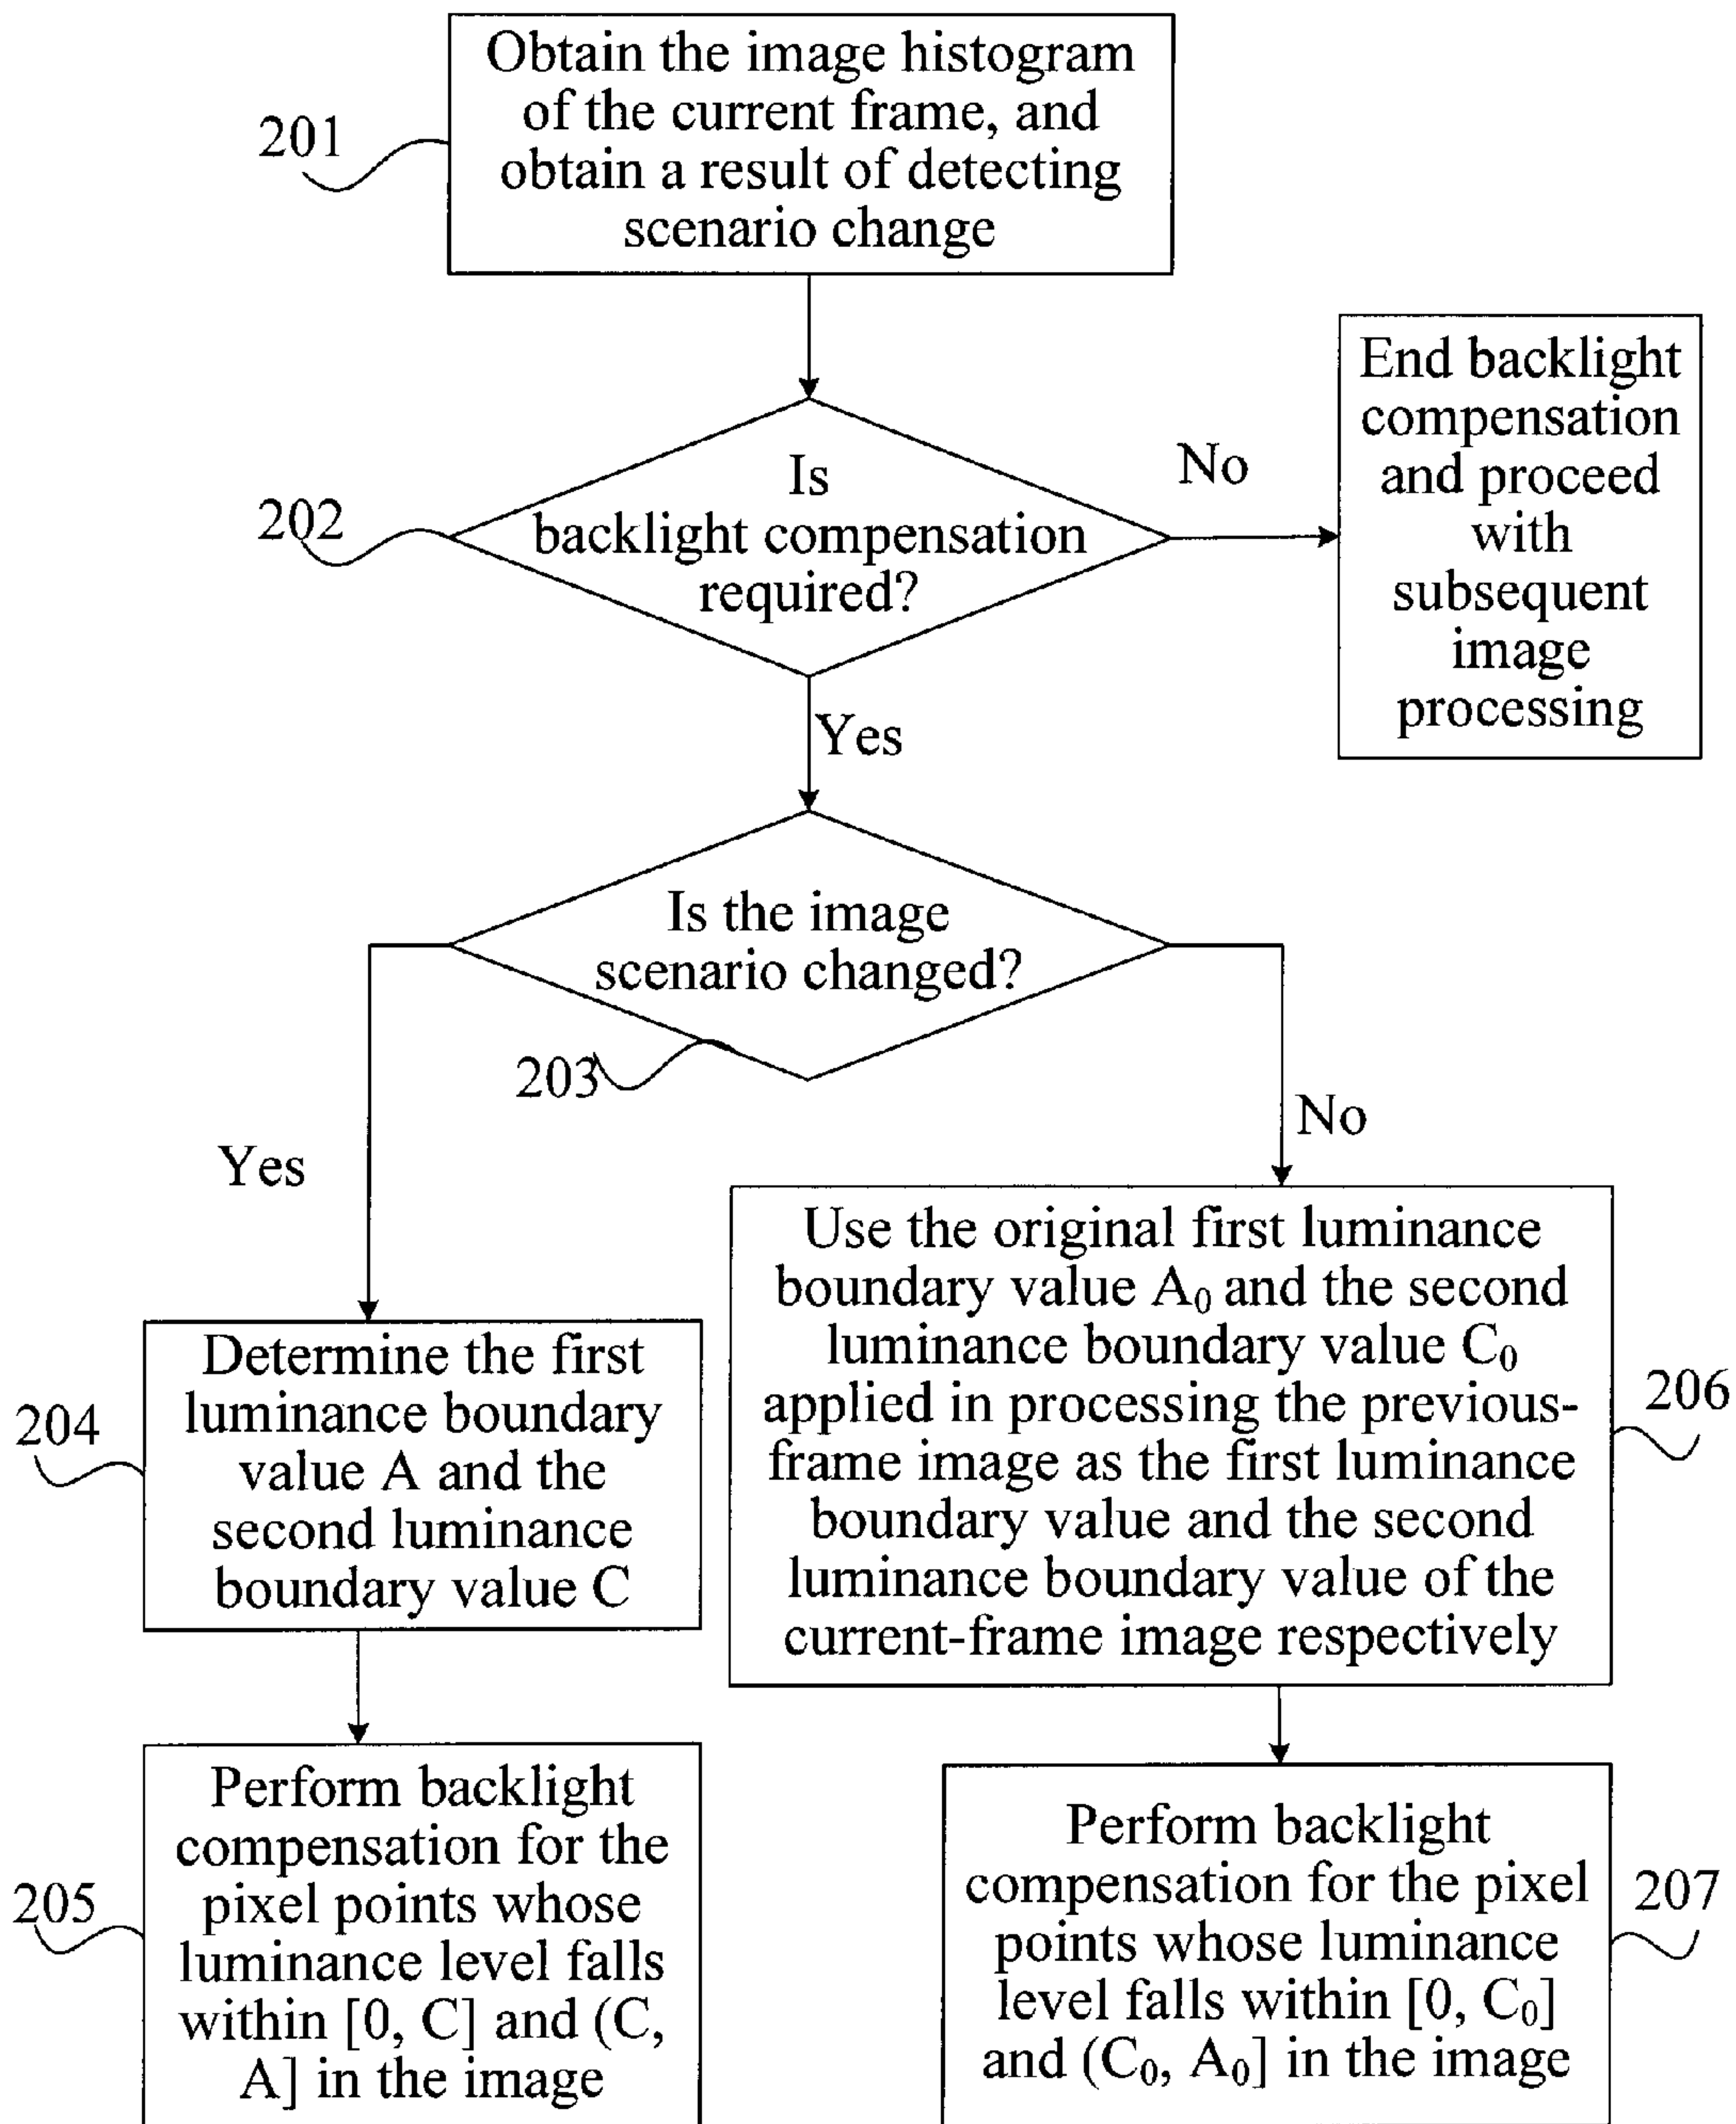 Obtain the image histogram
of the current frame, and
obtain a result of detecting
scenario change
201
Is
backlight compensation
required?
202
No
End backlight
compensation
and proceed
with
subsequent
image
processing
Yes
Is the image
scenario changed?
203
Yes
No
Determine the first
luminance boundary
value A and the
second luminance
boundary value C
204
Use the original first luminance
boundary value A₀ and the second
luminance boundary value C₀
applied in processing the previous-
frame image as the first luminance
boundary value and the second
luminance boundary value of the
current-frame image respectively
206
Perform backlight
compensation for the
pixel points whose
luminance level falls
within [0, C] and (C,
A] in the image
205
Perform backlight
compensation for the pixel
points whose luminance
level falls within [0, C₀]
and (C₀, A₀] in the image
207